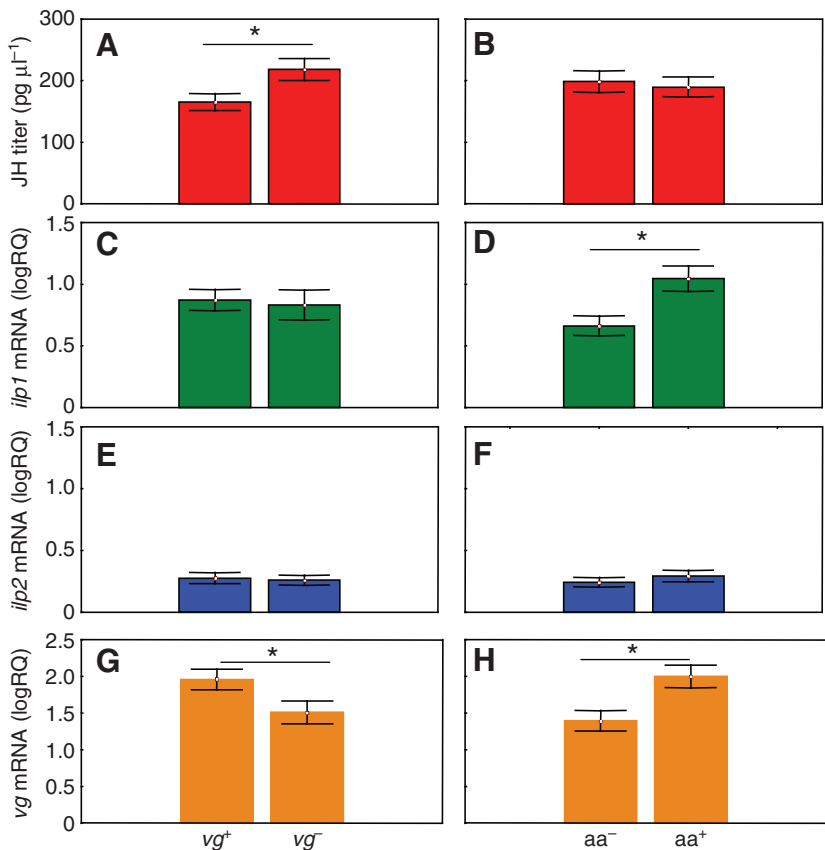 A
*
JH titer (pg µl⁻¹)
300
200
100
0
B
C
ilp1 mRNA (logRQ)
1.5
1.0
0.5
0
D
*
E
ilp2 mRNA (logRQ)
1.5
1.0
0.5
0
F
G
*
vg mRNA (logRQ)
2.5
2.0
1.5
1.0
0.5
0
vg⁺ vg⁻
H
*
aa⁻ aa⁺